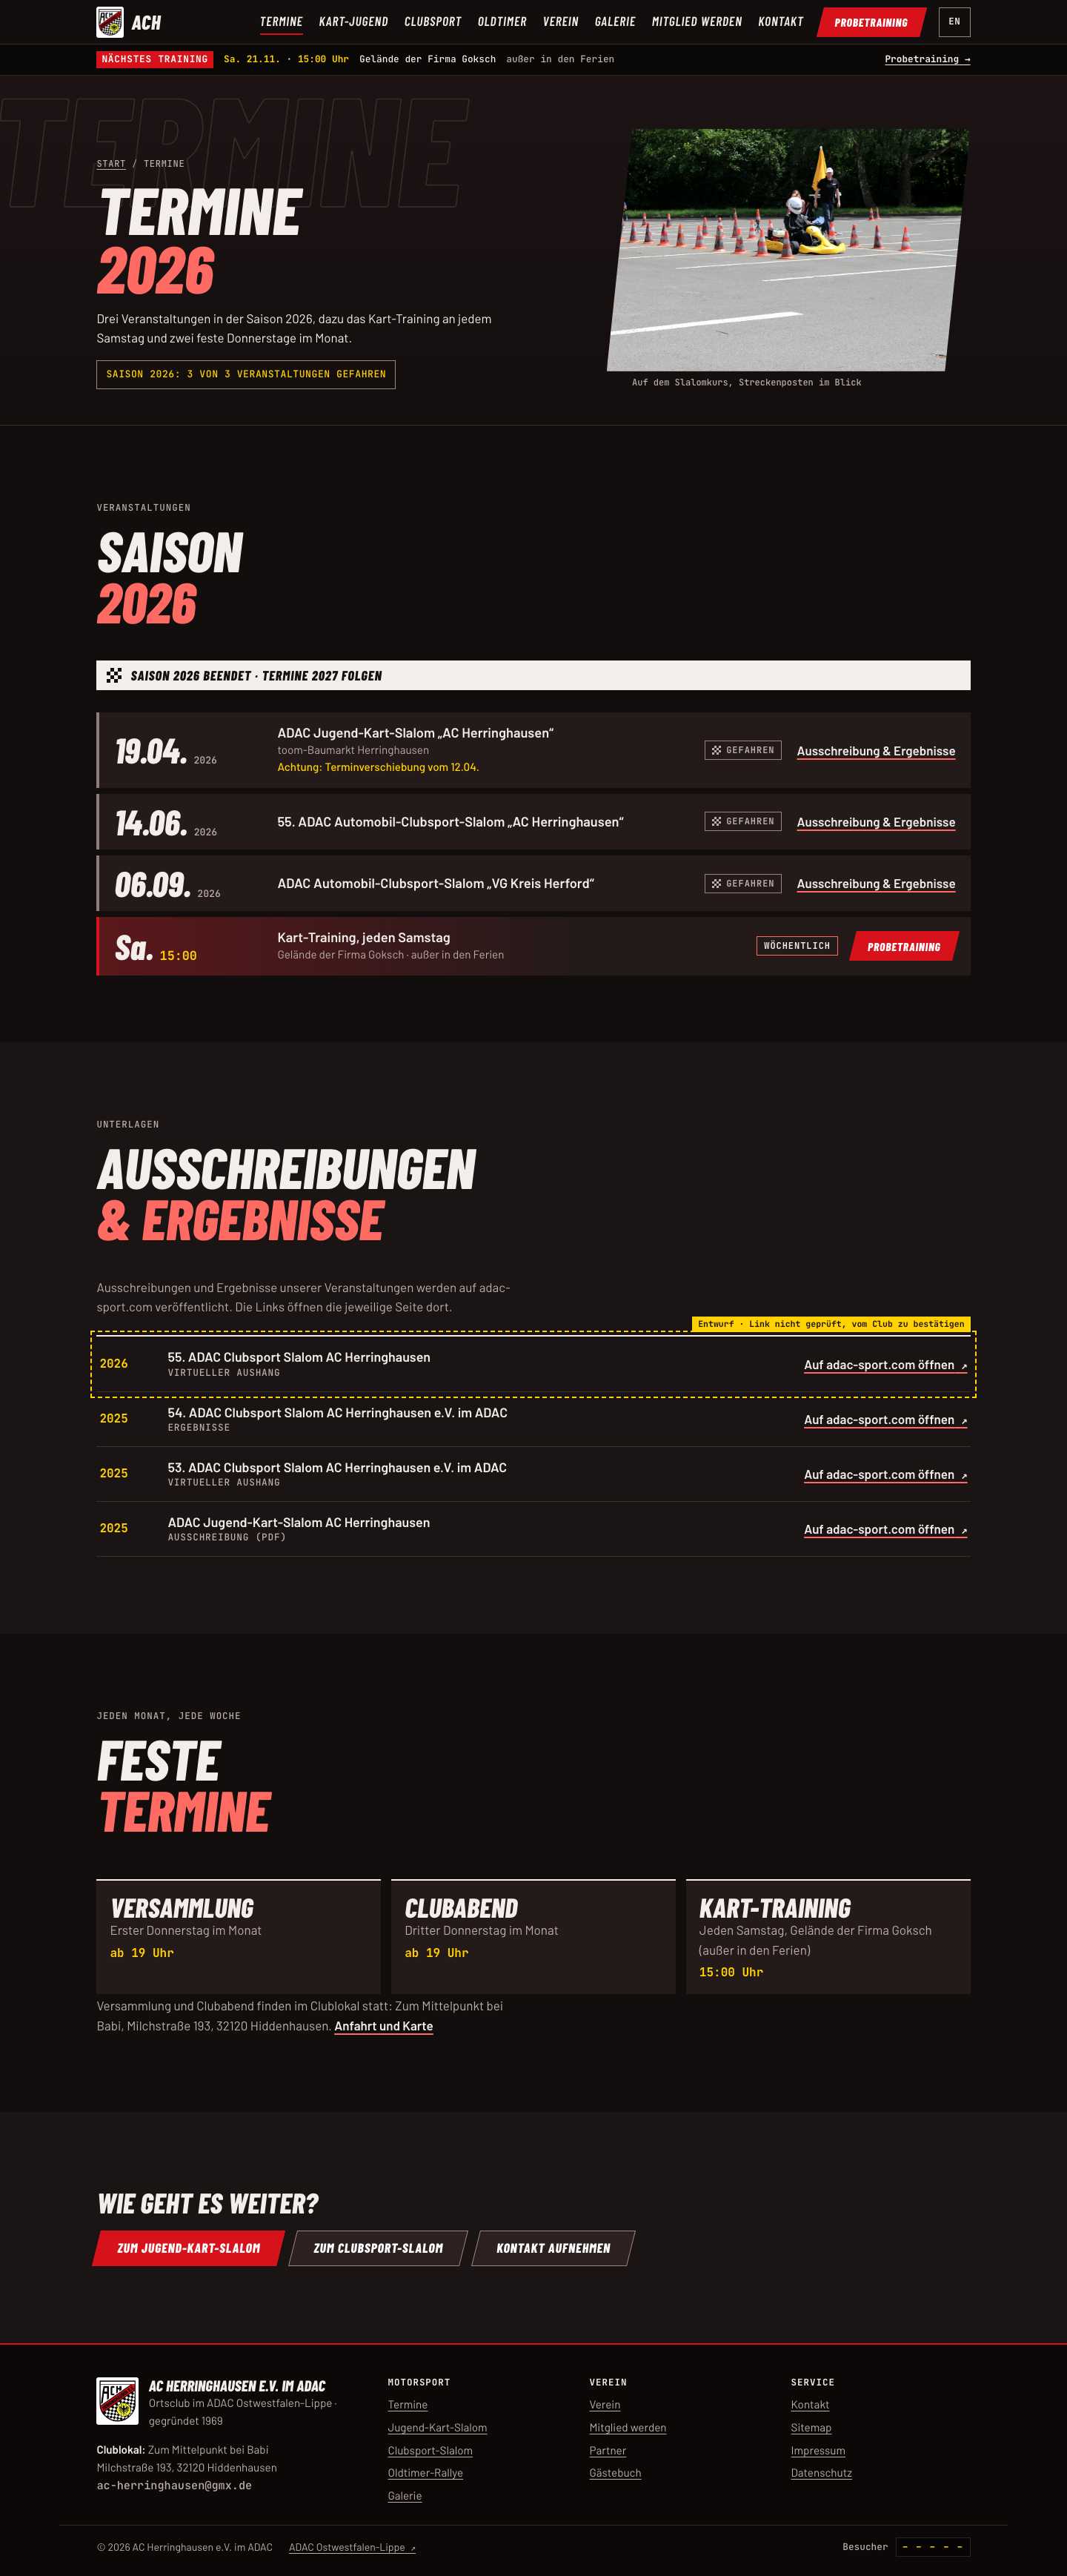 ACH
TERMINE KART-JUGEND CLUBSPORT OLDTIMER VEREIN GALERIE MITGLIED WERDEN KONTAKT PROBETRAINING EN
NÄCHSTES TRAINING Sa. 21.11. · 15:00 Uhr Gelände der Firma Goksch außer in den Ferien Probetraining →
TERMINE
START / TERMINE
TERMINE
2026
Drei Veranstaltungen in der Saison 2026, dazu das Kart-Training an jedem
Samstag und zwei feste Donnerstage im Monat.
SAISON 2026: 3 VON 3 VERANSTALTUNGEN GEFAHREN
Auf dem Slalomkurs, Streckenposten im Blick
VERANSTALTUNGEN
SAISON
2026
SAISON 2026 BEENDET · TERMINE 2027 FOLGEN
19.04. 2026
ADAC Jugend-Kart-Slalom „AC Herringhausen“
toom-Baumarkt Herringhausen
Achtung: Terminverschiebung vom 12.04.
GEFAHREN Ausschreibung & Ergebnisse
14.06. 2026
55. ADAC Automobil-Clubsport-Slalom „AC Herringhausen“
GEFAHREN Ausschreibung & Ergebnisse
06.09. 2026
ADAC Automobil-Clubsport-Slalom „VG Kreis Herford“
GEFAHREN Ausschreibung & Ergebnisse
Sa. 15:00
Kart-Training, jeden Samstag
Gelände der Firma Goksch · außer in den Ferien
WÖCHENTLICH PROBETRAINING
UNTERLAGEN
AUSSCHREIBUNGEN
& ERGEBNISSE
Ausschreibungen und Ergebnisse unserer Veranstaltungen werden auf adac-
sport.com veröffentlicht. Die Links öffnen die jeweilige Seite dort.
Entwurf · Link nicht geprüft, vom Club zu bestätigen
2026
55. ADAC Clubsport Slalom AC Herringhausen
VIRTUELLER AUSHANG
Auf adac-sport.com öffnen ↗
2025
54. ADAC Clubsport Slalom AC Herringhausen e.V. im ADAC
ERGEBNISSE
Auf adac-sport.com öffnen ↗
2025
53. ADAC Clubsport Slalom AC Herringhausen e.V. im ADAC
VIRTUELLER AUSHANG
Auf adac-sport.com öffnen ↗
2025
ADAC Jugend-Kart-Slalom AC Herringhausen
AUSSCHREIBUNG (PDF)
Auf adac-sport.com öffnen ↗
JEDEN MONAT, JEDE WOCHE
FESTE
TERMINE
VERSAMMLUNG
Erster Donnerstag im Monat
ab 19 Uhr
CLUBABEND
Dritter Donnerstag im Monat
ab 19 Uhr
KART-TRAINING
Jeden Samstag, Gelände der Firma Goksch
(außer in den Ferien)
15:00 Uhr
Versammlung und Clubabend finden im Clublokal statt: Zum Mittelpunkt bei
Babi, Milchstraße 193, 32120 Hiddenhausen. Anfahrt und Karte
WIE GEHT ES WEITER?
ZUM JUGEND-KART-SLALOM ZUM CLUBSPORT-SLALOM KONTAKT AUFNEHMEN
AC HERRINGHAUSEN E.V. IM ADAC
Ortsclub im ADAC Ostwestfalen-Lippe ·
gegründet 1969
Clublokal: Zum Mittelpunkt bei Babi
Milchstraße 193, 32120 Hiddenhausen
ac-herringhausen@gmx.de
MOTORSPORT
Termine
Jugend-Kart-Slalom
Clubsport-Slalom
Oldtimer-Rallye
Galerie
VEREIN
Verein
Mitglied werden
Partner
Gästebuch
SERVICE
Kontakt
Sitemap
Impressum
Datenschutz
© 2026 AC Herringhausen e.V. im ADAC ADAC Ostwestfalen-Lippe ↗
Besucher – – – – –